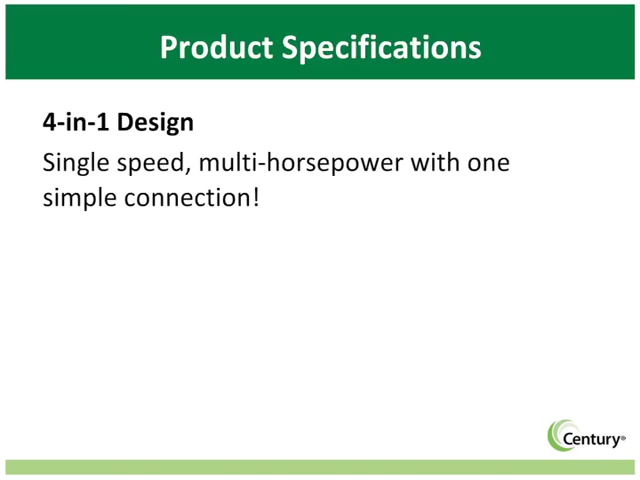 Product Specifications
4-in-1 Design
Single speed, multi-horsepower with one
simple connection!
Century®